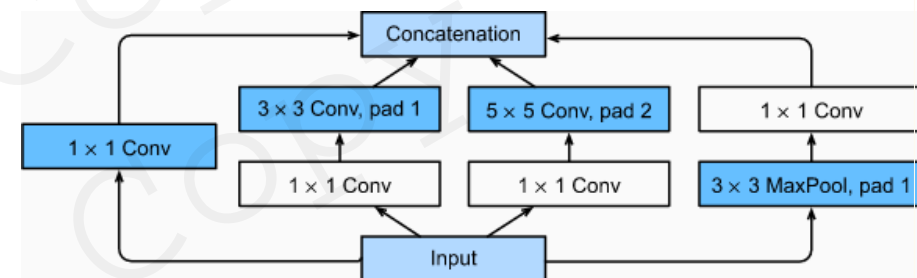 Concatenation
3 × 3 Conv, pad 1
5 × 5 Conv, pad 2
1 × 1 Conv
1 × 1 Conv
1 × 1 Conv
1 × 1 Conv
3 × 3 MaxPool, pad 1
Input
Copy